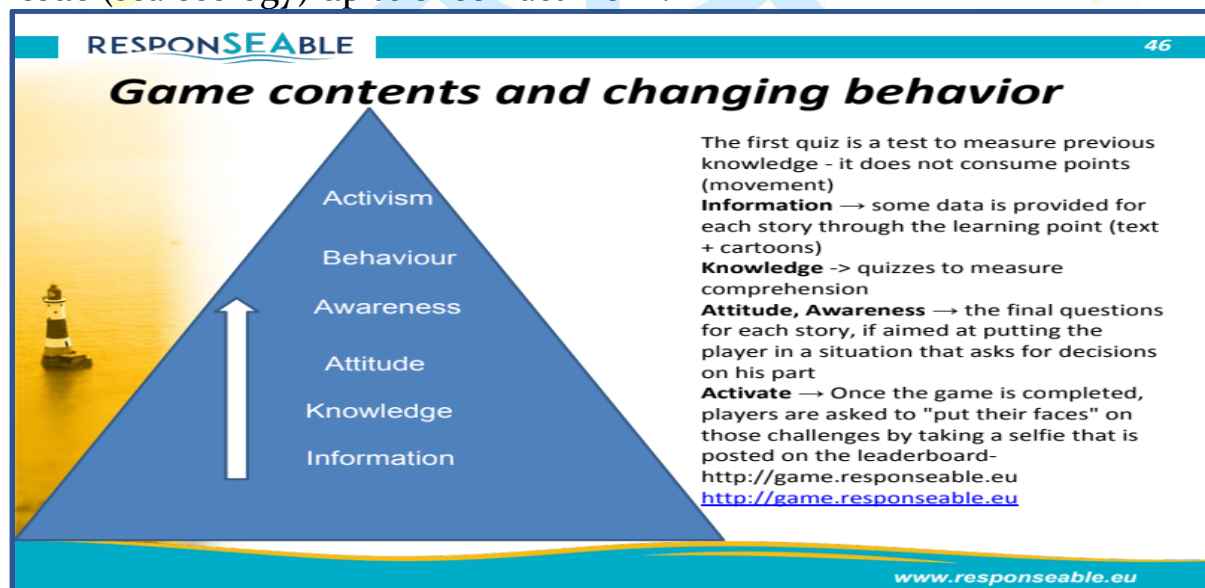 RESPONSEABLE
46
Game contents and changing behavior
Activism
Behaviour
Awareness
Attitude
Knowledge
Information
The first quiz is a test to measure previous
knowledge - it does not consume points
(movement)
Information → some data is provided for
each story through the learning point (text
+ cartoons)
Knowledge -> quizzes to measure
comprehension
Attitude, Awareness → the final questions
for each story, if aimed at putting the
player in a situation that asks for decisions
on his part
Activate → Once the game is completed,
players are asked to "put their faces" on
those challenges by taking a selfie that is
posted on the leaderboard-
http://game.responseable.eu
http://game.responseable.eu
www.responseable.eu